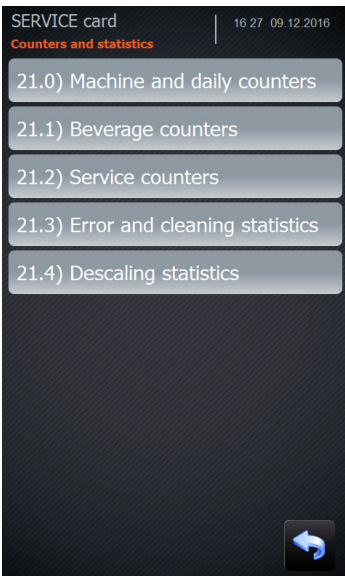 SERVICE card
16 27 09.12.2016
Counters and statistics
21.0) Machine and daily counters
21.1) Beverage counters
21.2) Service counters
21.3) Error and cleaning statistics
21.4) Descaling statistics